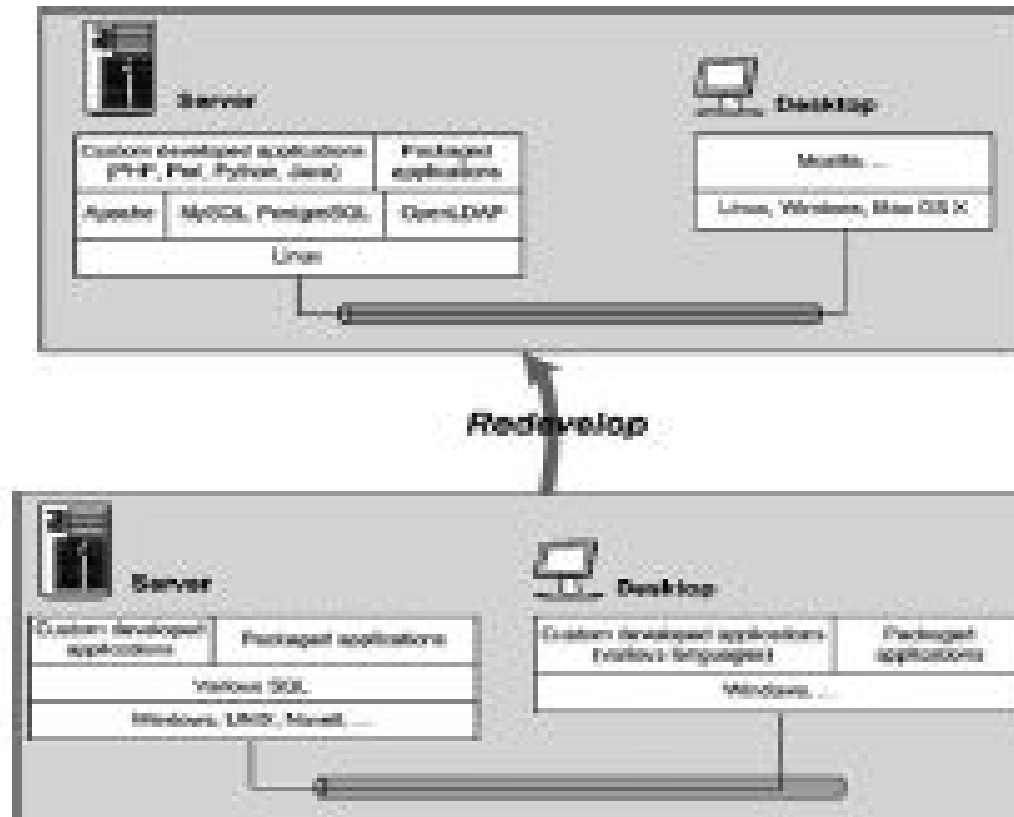 Server
Desktop
Custom developed applications
(PHP, Perl, Python, Java)
Packaged
applications
Mozilla, ...
Apache
MySQL, PostgreSQL
OpenLDAP
Linux, Windows, Mac OS X
Linux
Redevelop
Server
Desktop
Custom developed
applications
Packaged applications
Custom developed applications
(various languages)
Packaged
applications
Various SQL
Windows, ...
Windows, UNIX, Novell, ...